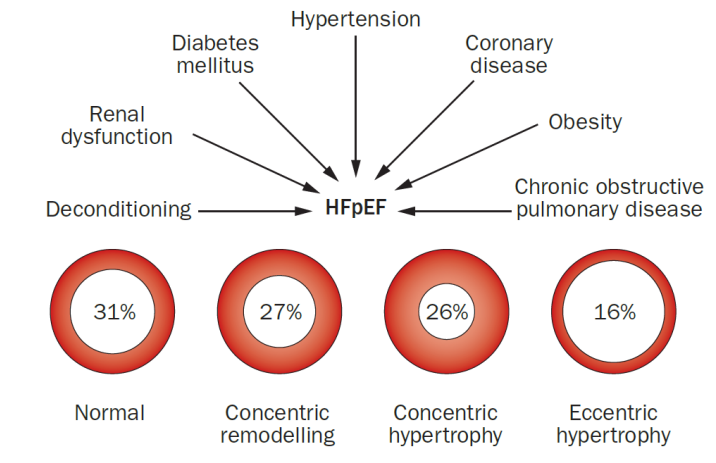 Hypertension
Diabetes
mellitus
Coronary
disease
Renal
dysfunction
Obesity
Deconditioning
HFpEF
Chronic obstructive
pulmonary disease
31%
27%
26%
16%
Normal
Concentric
remodelling
Concentric
hypertrophy
Eccentric
hypertrophy